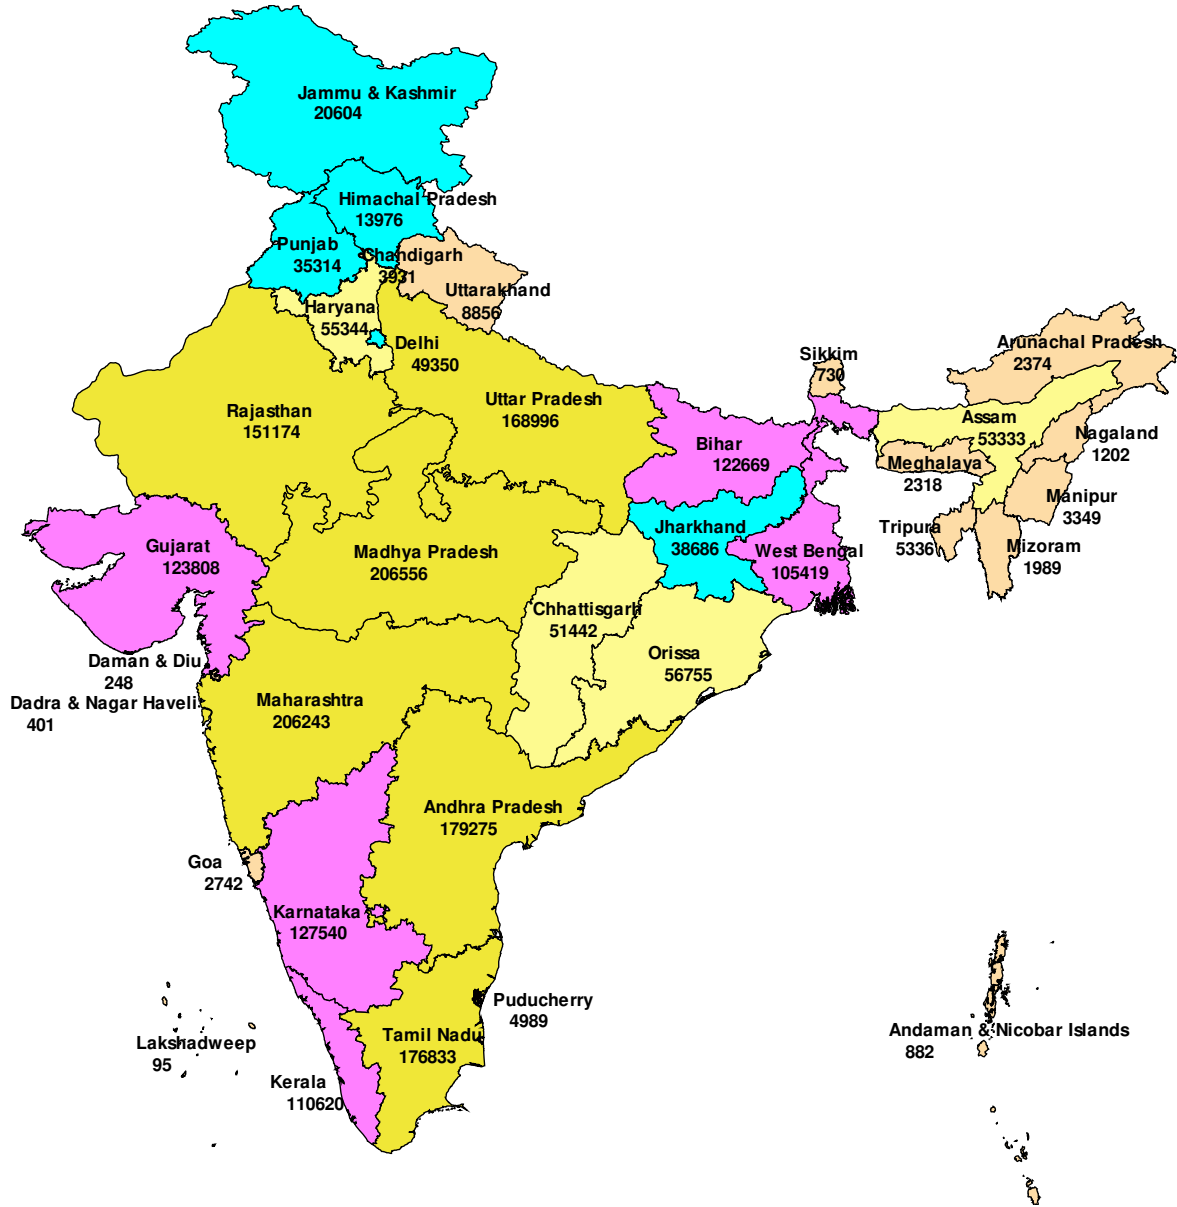 Jammu & Kashmir
20604
Himachal Pradesh
13976
Punjab
35314
Chandigarh
3931
Uttarakhand
8856
Haryana
55344
Delhi
49350
Rajasthan
151174
Uttar Pradesh
168996
Sikkim
730
Arunachal Pradesh
2374
Assam
53333
Nagaland
1202
Meghalaya
2318
Manipur
3349
Tripura
5336
Mizoram
1989
Bihar
122669
Jharkhand
38686
West Bengal
105419
Gujarat
123808
Madhya Pradesh
206556
Chhattisgarh
51442
Orissa
56755
Daman & Diu
248
Dadra & Nagar Haveli
401
Maharashtra
206243
Andhra Pradesh
179275
Goa
2742
Karnataka
127540
Puducherry
4989
Tamil Nadu
176833
Lakshadweep
95
Kerala
110620
Andaman & Nicobar Islands
882